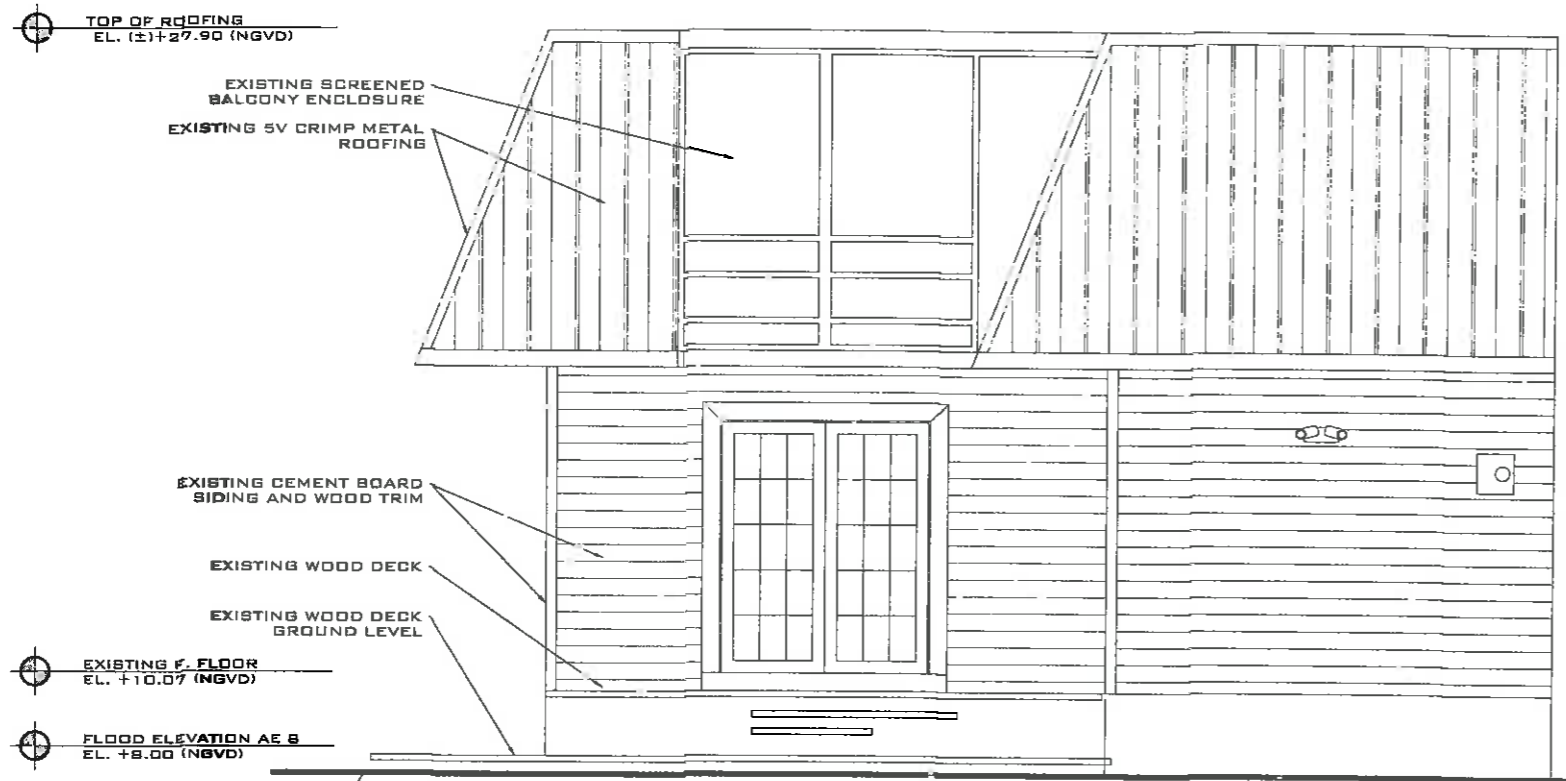 TOP OF ROOFING
EL. (±)+27.90 (NGVD)
EXISTING SCREENED
BALCONY ENCLOSURE
EXISTING 5V CRIMP METAL
ROOFING
EXISTING CEMENT BOARD
SIDING AND WOOD TRIM
EXISTING WOOD DECK
EXISTING WOOD DECK
GROUND LEVEL
EXISTING F. FLOOR
EL. +10.07 (NGVD)
FLOOD ELEVATION AE 8
EL. +8.00 (NGVD)